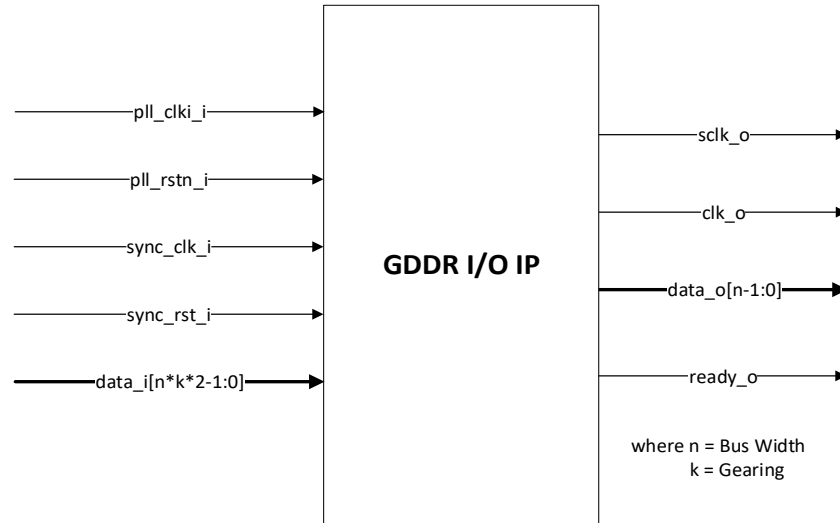 pll_clki_i
pll_rstn_i
sync_clk_i
sync_rst_i
data_i[n*k*2-1:0]
GDDR I/O IP
sclk_o
clk_o
data_o[n-1:0]
ready_o
where n = Bus Width
k = Gearing